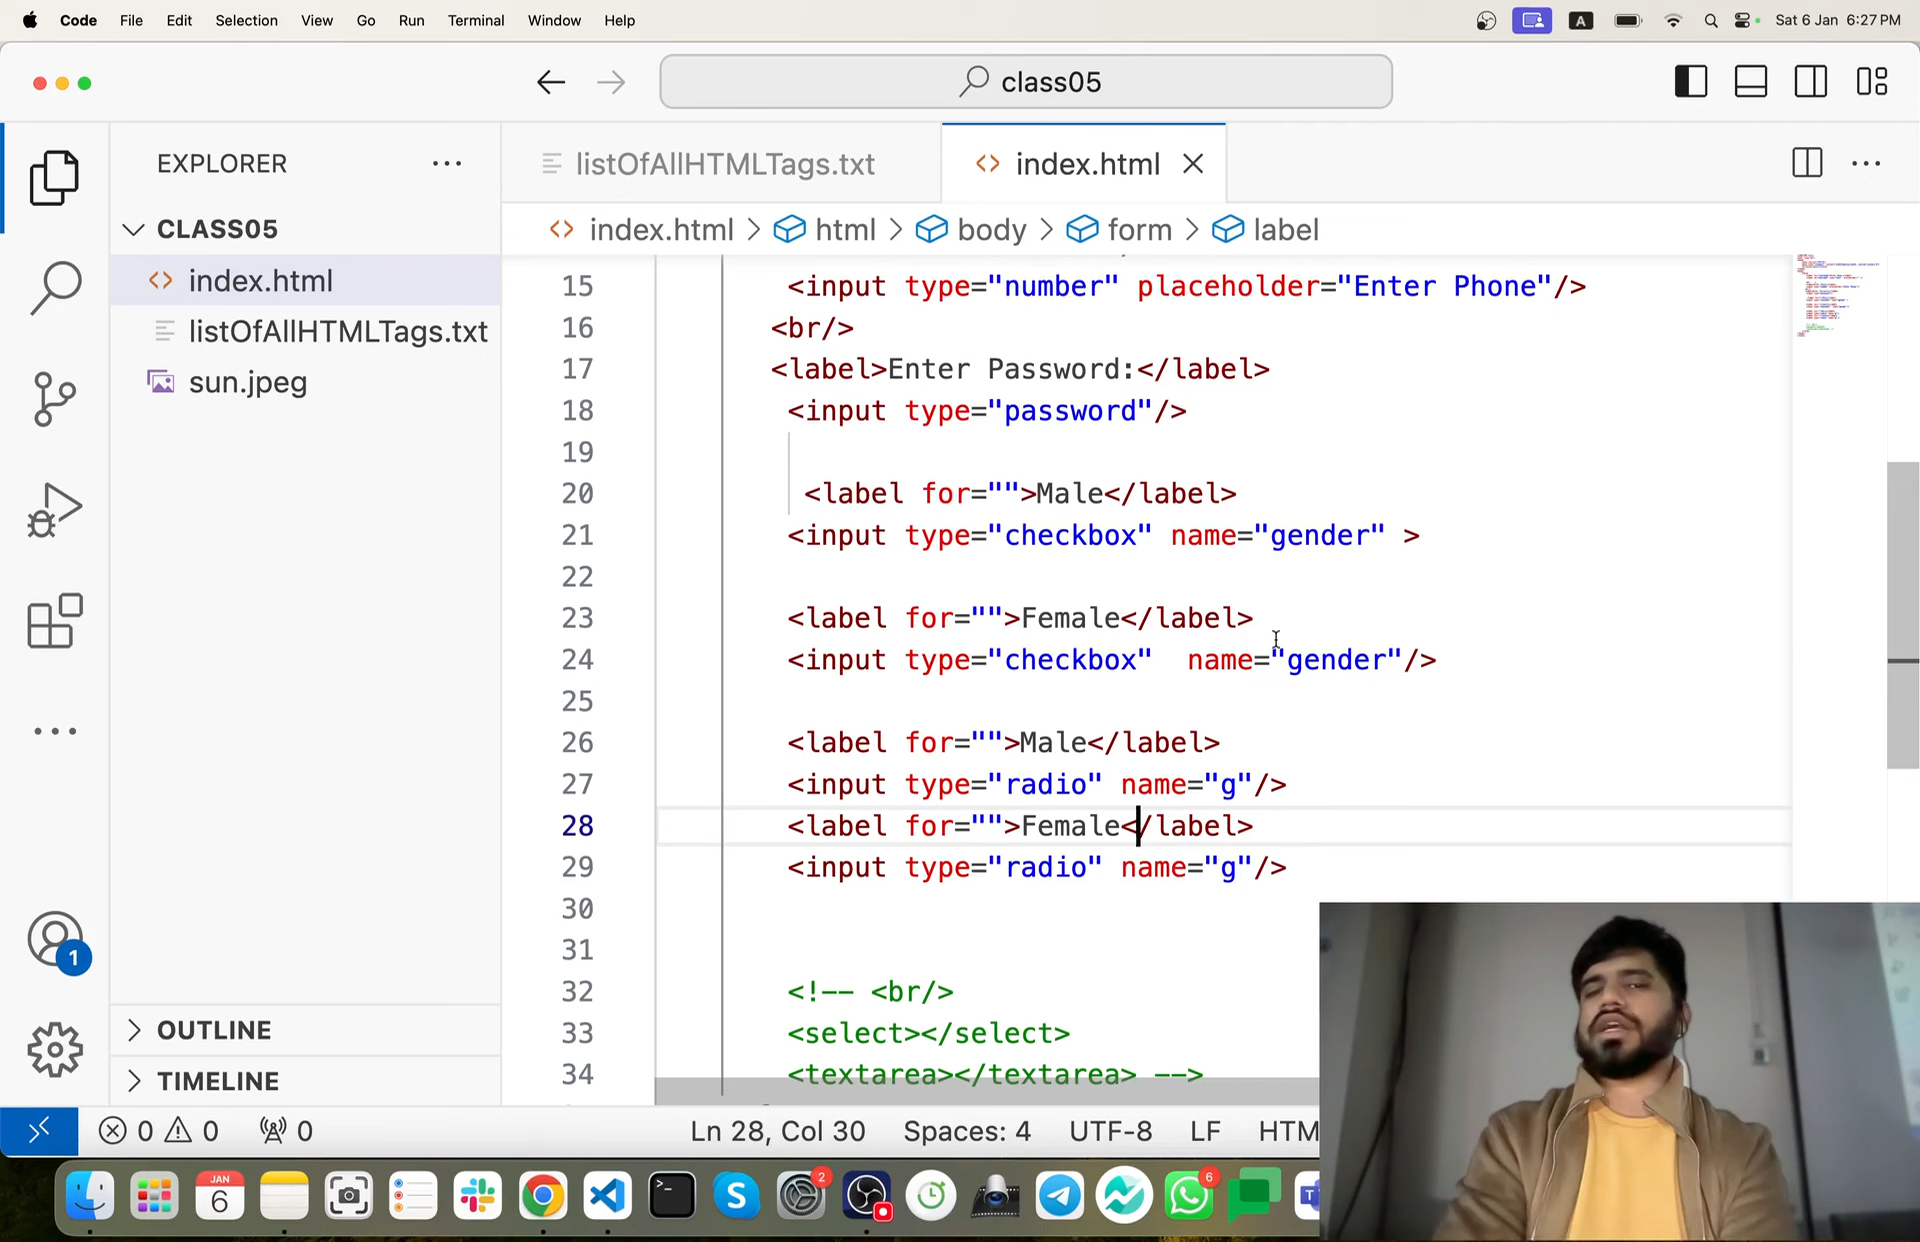 Code File Edit Selection View Go Run Terminal Window Help A Sat 6 Jan 6:27 PM
class05
EXPLORER
listOfAllHTMLTags.txt index.html
CLASS05
index.html > html > body > form > label
index.html
listOfAllHTMLTags.txt
sun.jpeg
15 <input type="number" placeholder="Enter Phone"/>
16 <br/>
17 <label>Enter Password:</label>
18 <input type="password"/>
19
20 <label for="">Male</label>
21 <input type="checkbox" name="gender" >
22
23 <label for="">Female</label>
24 <input type="checkbox"  name="gender"/>
25
26 <label for="">Male</label>
27 <input type="radio" name="g"/>
28 <label for="">Female</label>
29 <input type="radio" name="g"/>
30
31
32 <!-- <br/>
33 <select></select>
34 <textarea></textarea> -->
1
OUTLINE
TIMELINE
0 0 0 Ln 28, Col 30 Spaces: 4 UTF-8 LF HTM
JAN
6
2
6